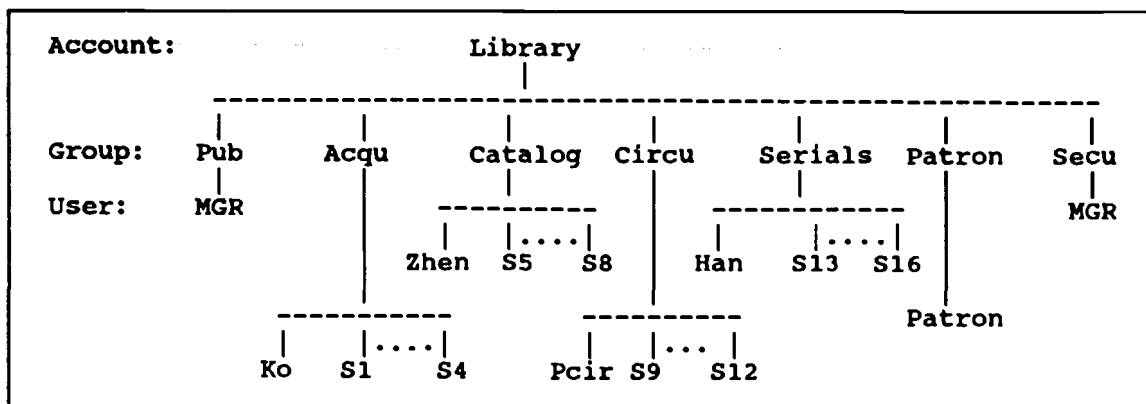 Account: Library
Group: Pub Acqu Catalog Circu Serials Patron Secu
User: MGR MGR
Zhen S5 .... S8 Han S13 .... S16
Patron
Ko S1 .... S4 Pcir S9 ... S12